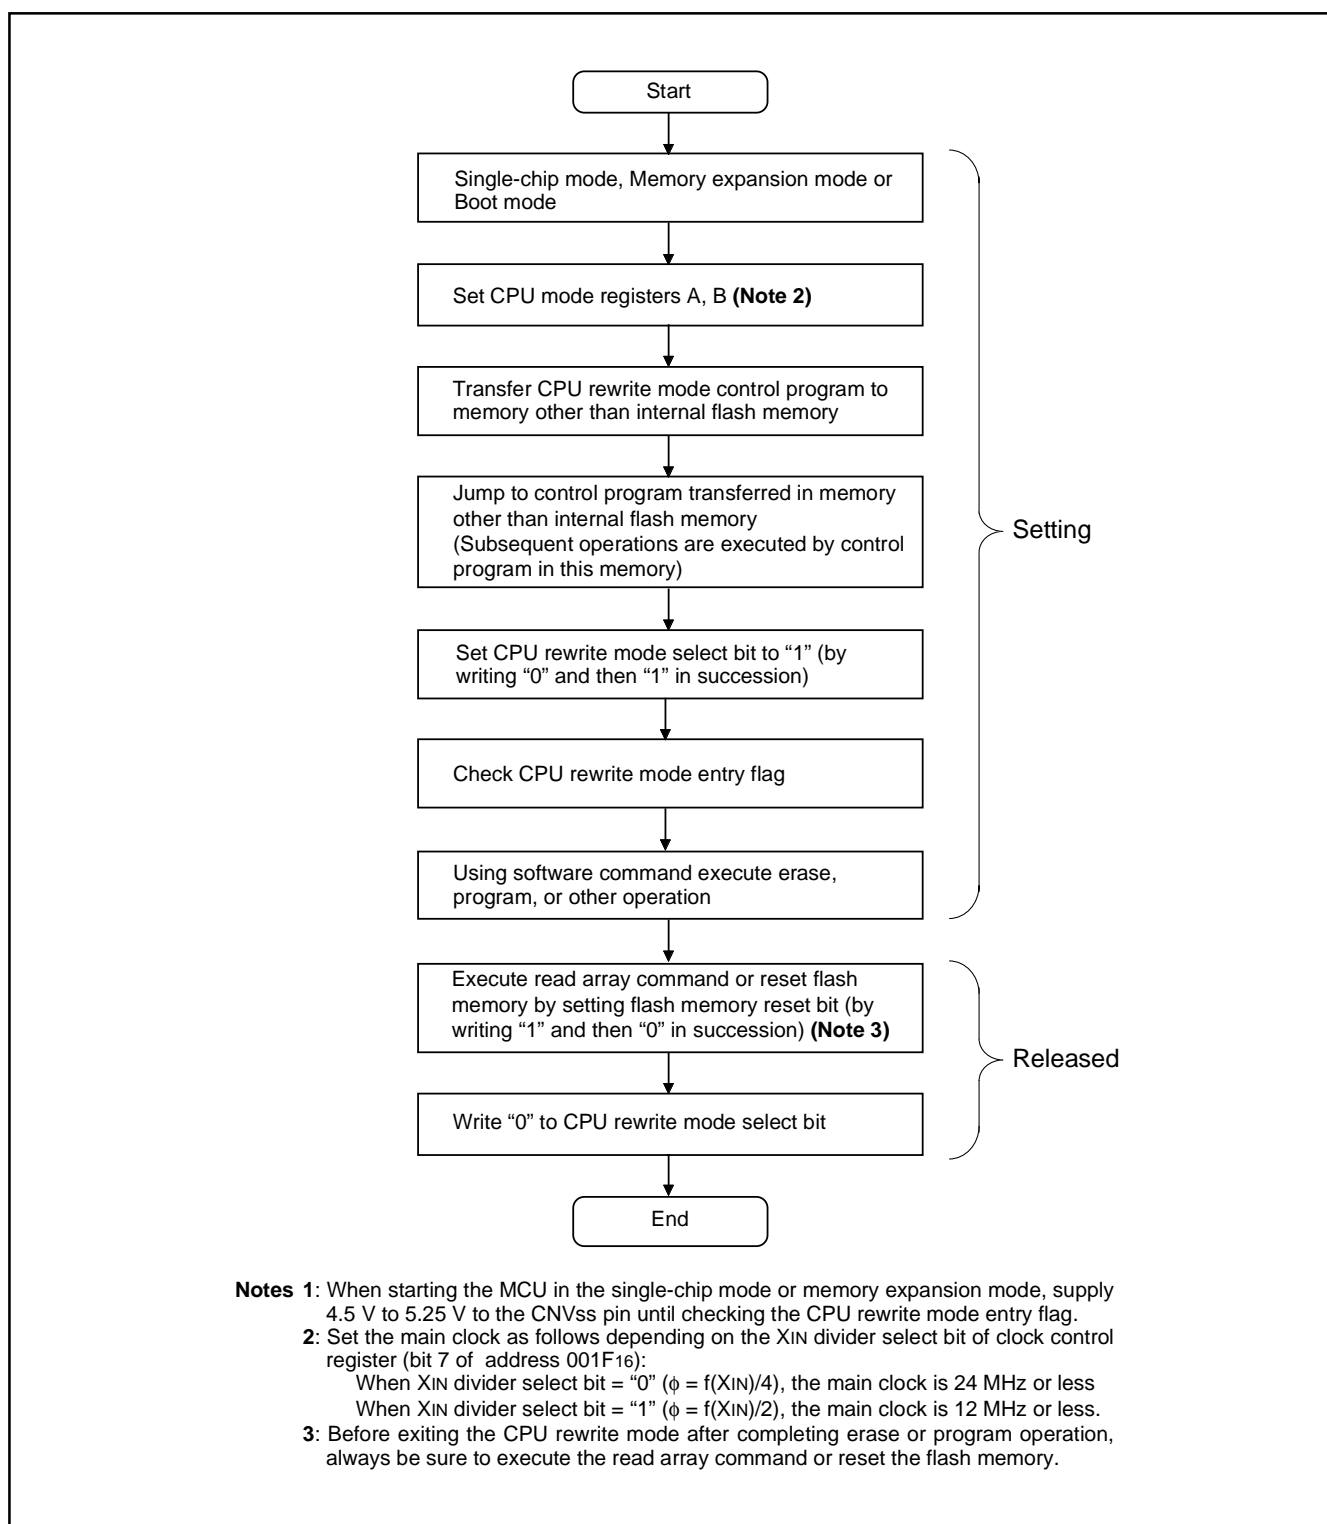 Start
Single-chip mode, Memory expansion mode or
Boot mode
Set CPU mode registers A, B (Note 2)
Transfer CPU rewrite mode control program to
memory other than internal flash memory
Jump to control program transferred in memory
other than internal flash memory
(Subsequent operations are executed by control
program in this memory)
Setting
Set CPU rewrite mode select bit to “1” (by
writing “0” and then “1” in succession)
Check CPU rewrite mode entry flag
Using software command execute erase,
program, or other operation
Execute read array command or reset flash
memory by setting flash memory reset bit (by
writing “1” and then “0” in succession) (Note 3)
Released
Write “0” to CPU rewrite mode select bit
End
Notes 1: When starting the MCU in the single-chip mode or memory expansion mode, supply
4.5 V to 5.25 V to the CNVss pin until checking the CPU rewrite mode entry flag.
2: Set the main clock as follows depending on the XIN divider select bit of clock control
register (bit 7 of address 001F16):
When XIN divider select bit = “0” (ϕ = f(XIN)/4), the main clock is 24 MHz or less
When XIN divider select bit = “1” (ϕ = f(XIN)/2), the main clock is 12 MHz or less.
3: Before exiting the CPU rewrite mode after completing erase or program operation,
always be sure to execute the read array command or reset the flash memory.